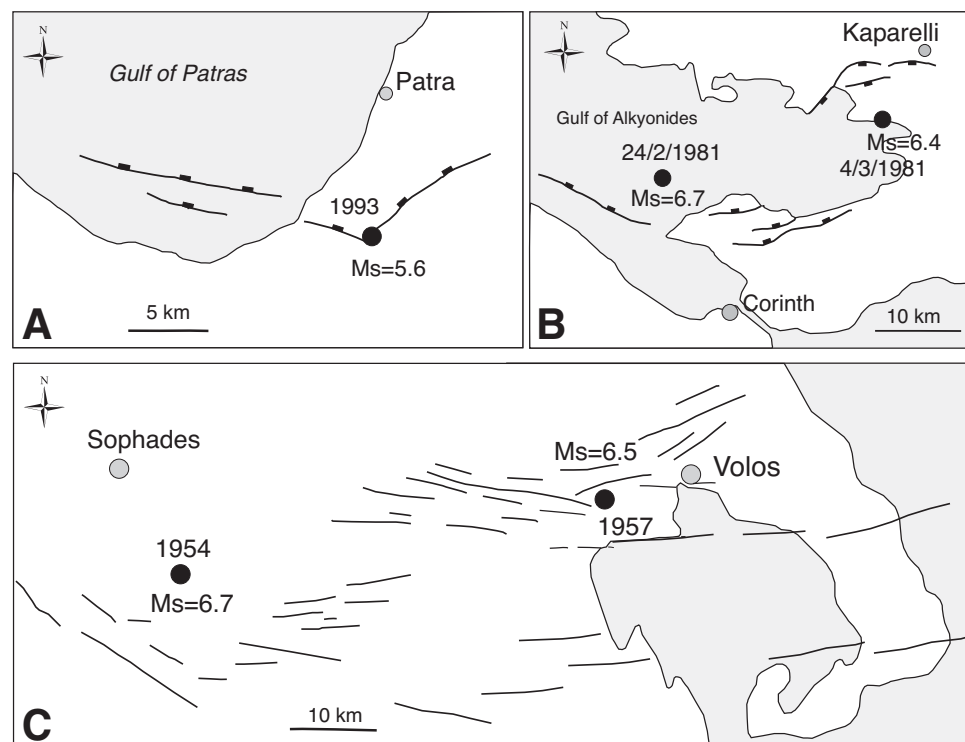 N
Gulf of Patras
Patra
1993
Ms=5.6
5 km
A
N
Kaparelli
Gulf of Alkyonides
24/2/1981
Ms=6.7
Ms=6.4
4/3/1981
Corinth
10 km
B
N
Sophades
Ms=6.5
Volos
1957
1954
Ms=6.7
10 km
C